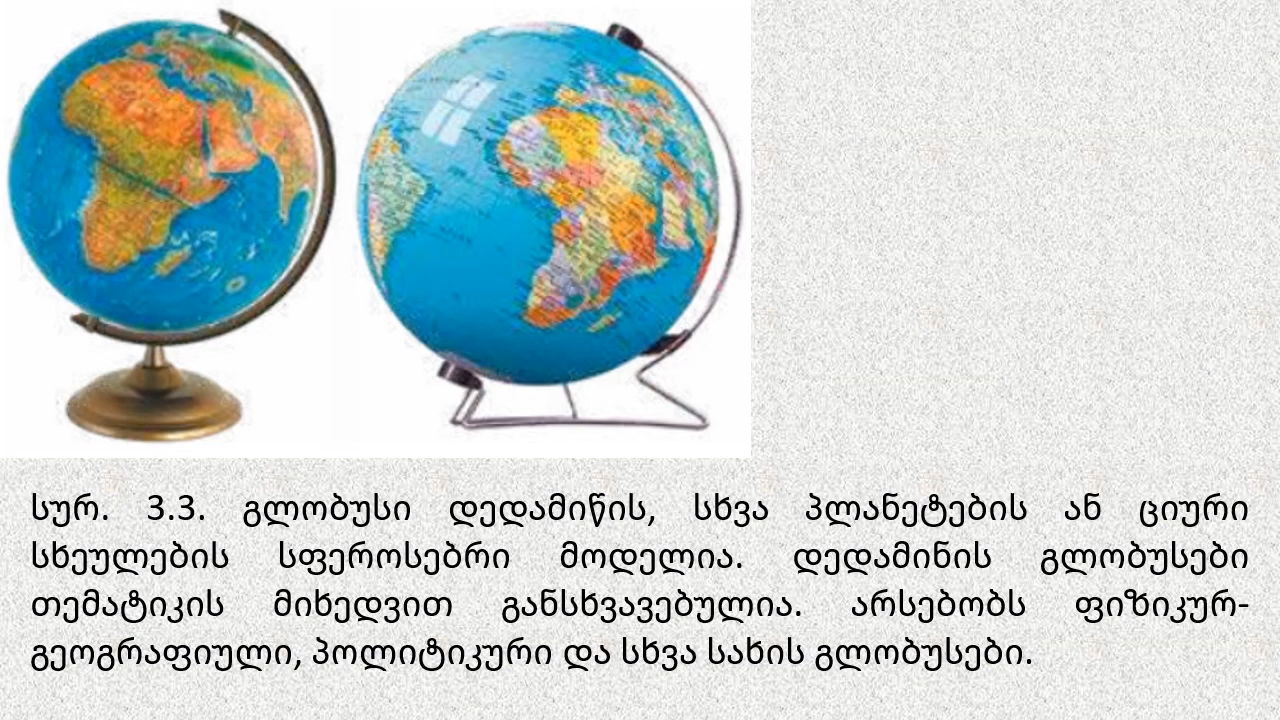 სურ. 3.3. გლობუსი დედამიწის, სხვა პლანეტების ან ციური
სხეულების სფეროსებრი მოდელია. დედამინის გლობუსები
თემატიკის მიხედვით განსხვავებულია. არსებობს ფიზიკურ-
გეოგრაფიული, პოლიტიკური და სხვა სახის გლობუსები.